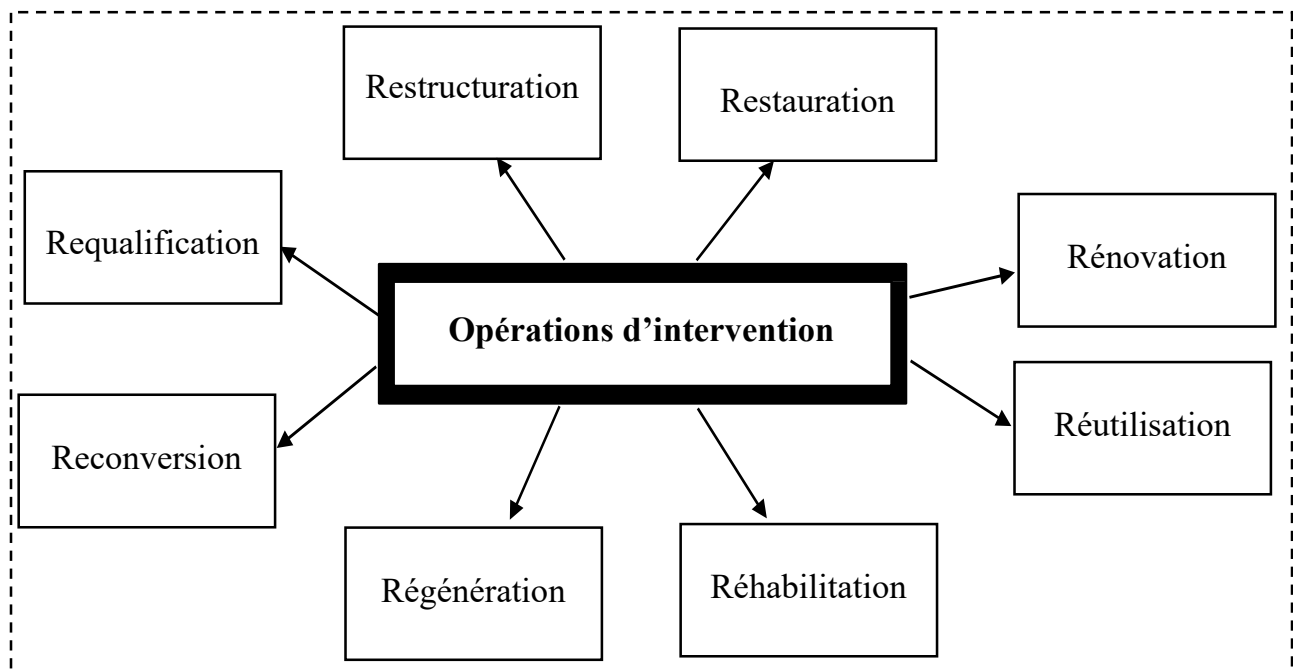 Restructuration
Restauration
Requalification
Rénovation
Opérations d’intervention
Réutilisation
Reconversion
Régénération
Réhabilitation